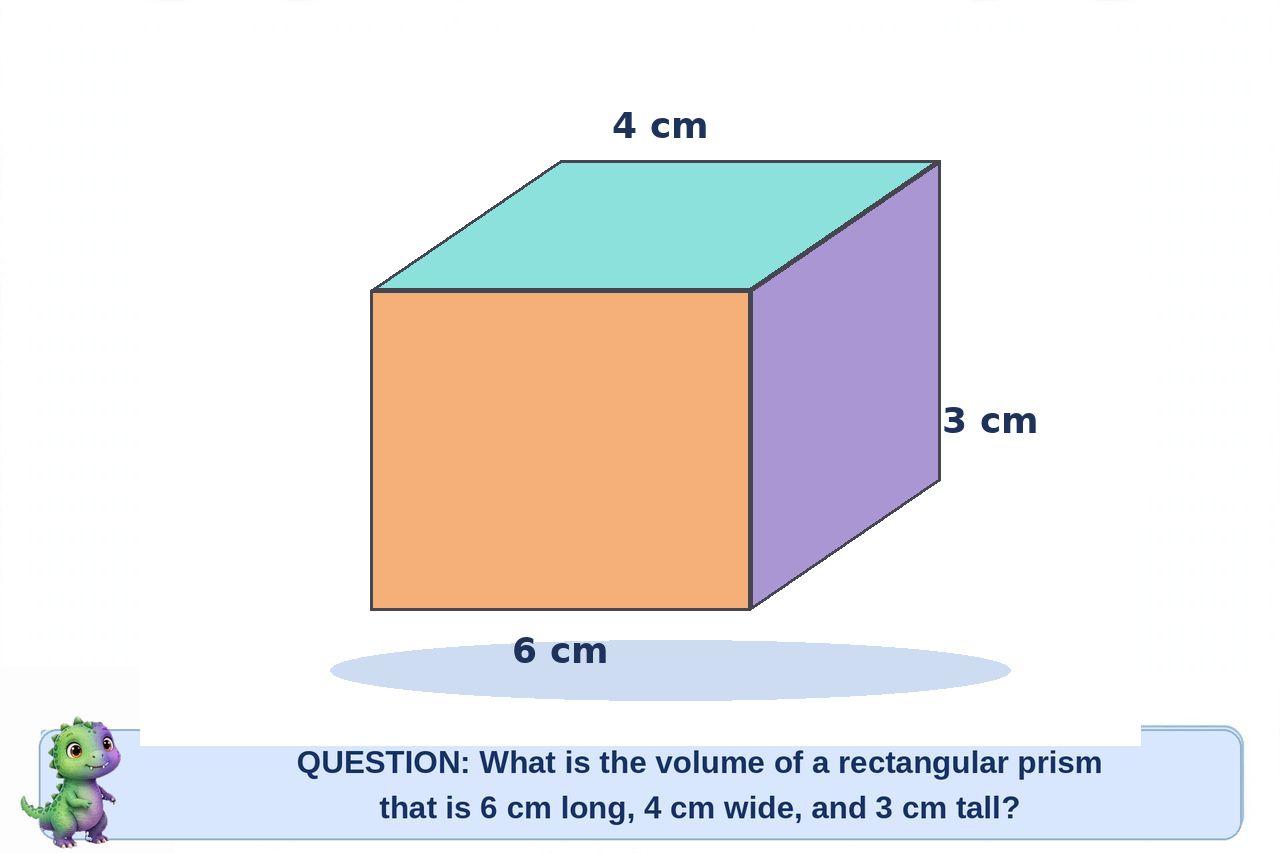 4 cm
3 cm
6 cm
QUESTION: What is the volume of a rectangular prism
that is 6 cm long, 4 cm wide, and 3 cm tall?